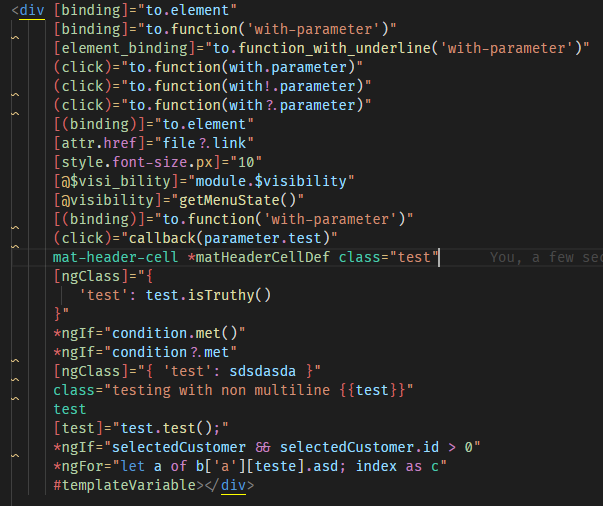 <div [binding]="to.element"
[binding]="to.function('with-parameter')"
[element_binding]="to.function_with_underline('with-parameter')"
(click)="to.function(with.parameter)"
(click)="to.function(with!.parameter)"
(click)="to.function(with?.parameter)"
[(binding)]="to.element"
[attr.href]="file?.link"
[style.font-size.px]="10"
[@$visi_bility]="module.$visibility"
[@visibility]="getMenuState()"
[(binding)]="to.function('with-parameter')"
(click)="callback(parameter.test)"
mat-header-cell *matHeaderCellDef class="test" You, a few sec
[ngClass]="{
'test': test.isTruthy()
}"
*ngIf="condition.met()"
*ngIf="condition?.met"
[ngClass]="{ 'test': sdsdasda }"
class="testing with non multiline {{test}}"
test
[test]="test.test();"
*ngIf="selectedCustomer && selectedCustomer.id > 0"
*ngFor="let a of b['a'][teste].asd; index as c"
#templateVariable></div>